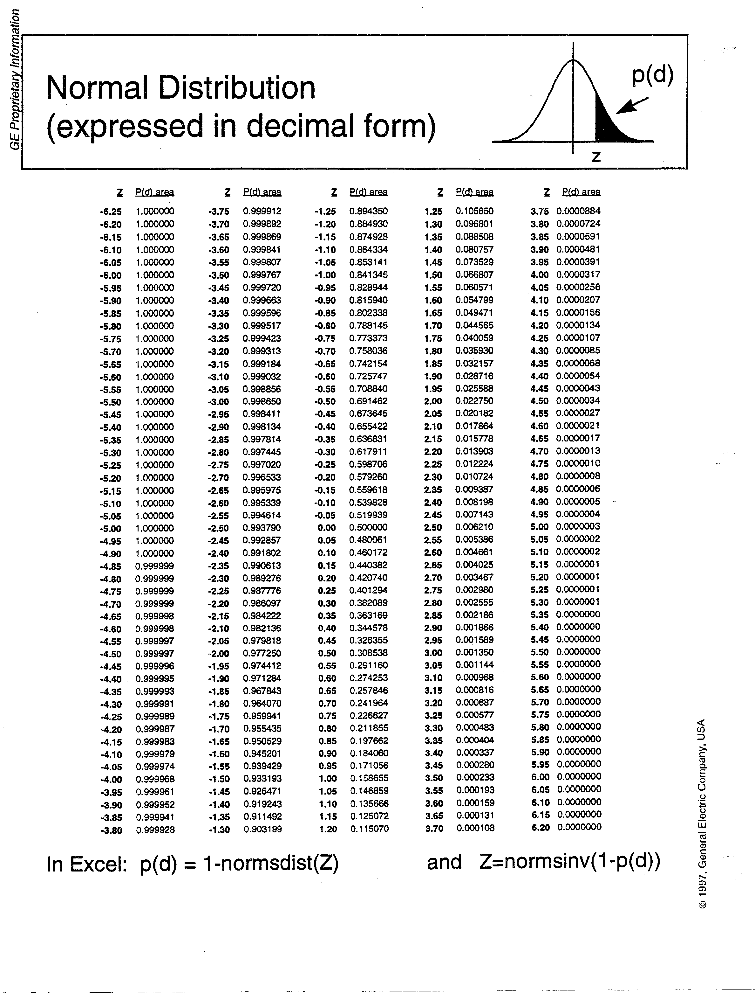 GE Proprietary Information
Normal Distribution
(expressed in decimal form)
p(d)
Z
Z P(d) area Z P(d) area Z P(d) area Z P(d) area Z P(d) area
-6.25 1.000000 -3.75 0.999912 -1.25 0.894350 1.25 0.105650 3.75 0.0000884
-6.20 1.000000 -3.70 0.999892 -1.20 0.884930 1.30 0.096801 3.80 0.0000724
-6.15 1.000000 -3.65 0.999869 -1.15 0.874928 1.35 0.088508 3.85 0.0000591
-6.10 1.000000 -3.60 0.999841 -1.10 0.864334 1.40 0.080757 3.90 0.0000481
-6.05 1.000000 -3.55 0.999807 -1.05 0.853141 1.45 0.073529 3.95 0.0000391
-6.00 1.000000 -3.50 0.999767 -1.00 0.841345 1.50 0.066807 4.00 0.0000317
-5.95 1.000000 -3.45 0.999720 -0.95 0.828944 1.55 0.060571 4.05 0.0000256
-5.90 1.000000 -3.40 0.999663 -0.90 0.815940 1.60 0.054799 4.10 0.0000207
-5.85 1.000000 -3.35 0.999596 -0.85 0.802338 1.65 0.049471 4.15 0.0000166
-5.80 1.000000 -3.30 0.999517 -0.80 0.788145 1.70 0.044565 4.20 0.0000134
-5.75 1.000000 -3.25 0.999423 -0.75 0.773373 1.75 0.040059 4.25 0.0000107
-5.70 1.000000 -3.20 0.999313 -0.70 0.758036 1.80 0.035930 4.30 0.0000085
-5.65 1.000000 -3.15 0.999184 -0.65 0.742154 1.85 0.032157 4.35 0.0000068
-5.60 1.000000 -3.10 0.999032 -0.60 0.725747 1.90 0.028716 4.40 0.0000054
-5.55 1.000000 -3.05 0.998856 -0.55 0.708840 1.95 0.025588 4.45 0.0000043
-5.50 1.000000 -3.00 0.998650 -0.50 0.691462 2.00 0.022750 4.50 0.0000034
-5.45 1.000000 -2.95 0.998411 -0.45 0.673645 2.05 0.020182 4.55 0.0000027
-5.40 1.000000 -2.90 0.998134 -0.40 0.655422 2.10 0.017864 4.60 0.0000021
-5.35 1.000000 -2.85 0.997814 -0.35 0.636831 2.15 0.015778 4.65 0.0000017
-5.30 1.000000 -2.80 0.997445 -0.30 0.617911 2.20 0.013903 4.70 0.0000013
-5.25 1.000000 -2.75 0.997020 -0.25 0.598706 2.25 0.012224 4.75 0.0000010
-5.20 1.000000 -2.70 0.996533 -0.20 0.579260 2.30 0.010724 4.80 0.0000008
-5.15 1.000000 -2.65 0.995975 -0.15 0.559618 2.35 0.009387 4.85 0.0000006
-5.10 1.000000 -2.60 0.995339 -0.10 0.539828 2.40 0.008198 4.90 0.0000005
-5.05 1.000000 -2.55 0.994614 -0.05 0.519939 2.45 0.007143 4.95 0.0000004
-5.00 1.000000 -2.50 0.993790 0.00 0.500000 2.50 0.006210 5.00 0.0000003
-4.95 1.000000 -2.45 0.992857 0.05 0.480061 2.55 0.005386 5.05 0.0000002
-4.90 1.000000 -2.40 0.991802 0.10 0.460172 2.60 0.004661 5.10 0.0000002
-4.85 0.999999 -2.35 0.990613 0.15 0.440382 2.65 0.004025 5.15 0.0000001
-4.80 0.999999 -2.30 0.989276 0.20 0.420740 2.70 0.003467 5.20 0.0000001
-4.75 0.999999 -2.25 0.987776 0.25 0.401294 2.75 0.002980 5.25 0.0000001
-4.70 0.999999 -2.20 0.986097 0.30 0.382089 2.80 0.002555 5.30 0.0000001
-4.65 0.999998 -2.15 0.984222 0.35 0.363169 2.85 0.002186 5.35 0.0000000
-4.60 0.999998 -2.10 0.982136 0.40 0.344578 2.90 0.001866 5.40 0.0000000
-4.55 0.999997 -2.05 0.979818 0.45 0.326355 2.95 0.001589 5.45 0.0000000
-4.50 0.999997 -2.00 0.977250 0.50 0.308538 3.00 0.001350 5.50 0.0000000
-4.45 0.999996 -1.95 0.974412 0.55 0.291160 3.05 0.001144 5.55 0.0000000
-4.40 0.999995 -1.90 0.971284 0.60 0.274253 3.10 0.000968 5.60 0.0000000
-4.35 0.999993 -1.85 0.967843 0.65 0.257846 3.15 0.000816 5.65 0.0000000
-4.30 0.999991 -1.80 0.964070 0.70 0.241964 3.20 0.000687 5.70 0.0000000
-4.25 0.999989 -1.75 0.959941 0.75 0.226627 3.25 0.000577 5.75 0.0000000
-4.20 0.999987 -1.70 0.955435 0.80 0.211855 3.30 0.000483 5.80 0.0000000
-4.15 0.999983 -1.65 0.950529 0.85 0.197662 3.35 0.000404 5.85 0.0000000
-4.10 0.999979 -1.60 0.945201 0.90 0.184060 3.40 0.000337 5.90 0.0000000
-4.05 0.999974 -1.55 0.939429 0.95 0.171056 3.45 0.000280 5.95 0.0000000
-4.00 0.999968 -1.50 0.933193 1.00 0.158655 3.50 0.000233 6.00 0.0000000
-3.95 0.999961 -1.45 0.926471 1.05 0.146859 3.55 0.000193 6.05 0.0000000
-3.90 0.999952 -1.40 0.919243 1.10 0.135666 3.60 0.000159 6.10 0.0000000
-3.85 0.999941 -1.35 0.911492 1.15 0.125072 3.65 0.000131 6.15 0.0000000
-3.80 0.999928 -1.30 0.903199 1.20 0.115070 3.70 0.000108 6.20 0.0000000
In Excel: p(d) = 1-normsdist(Z) and Z=normsinv(1-p(d))
© 1997, General Electric Company, USA